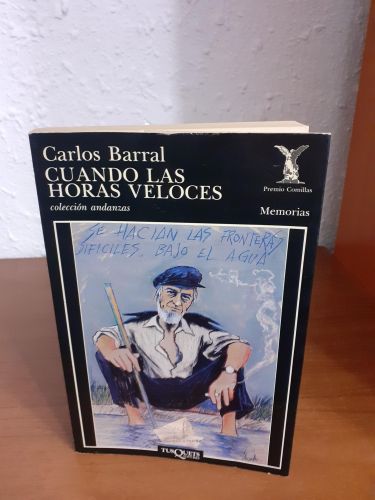 Carlos Barral
CUANDO LAS
HORAS VELOCES
colección andanzas
Premio Comillas
Memorias
SE HACIAN LAS FRONTERAS
SIFICILES, BAJO EL AGUA
TUSQUETS